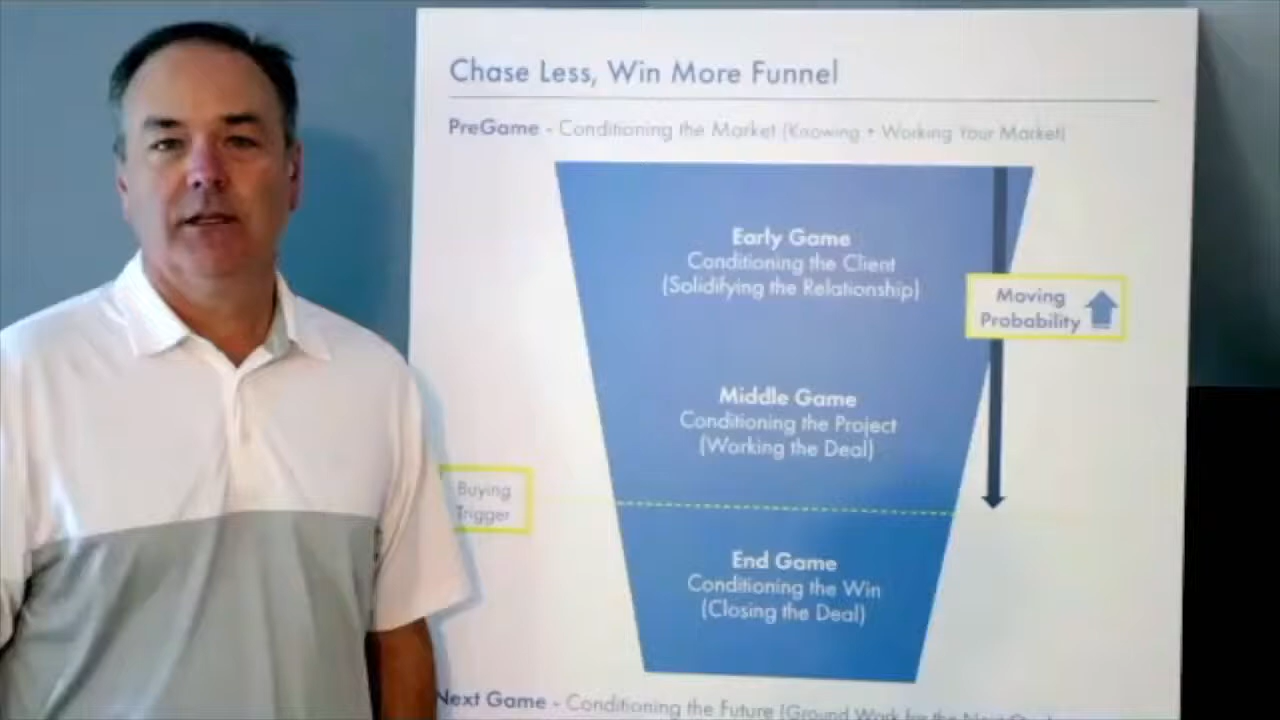 Chase Less, Win More Funnel
PreGame - Conditioning the Market (Knowing + Working Your Market)
Early Game
Conditioning the Client
(Solidifying the Relationship)
Moving
Probability
Middle Game
Conditioning the Project
(Working the Deal)
Buying
Trigger
End Game
Conditioning the Win
(Closing the Deal)
Next Game - Conditioning the Future (Ground Work for the Next